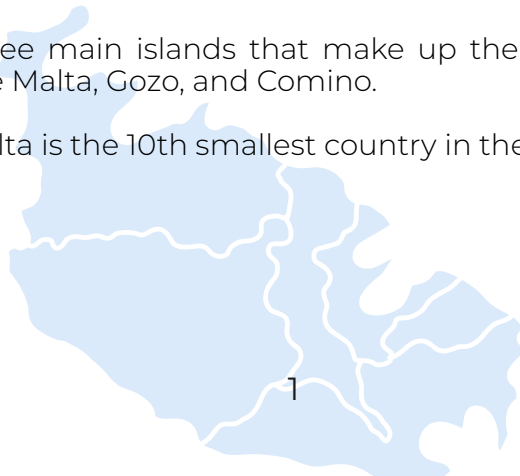 ee main islands that make up the
e Malta, Gozo, and Comino.
lta is the 10th smallest country in the
1